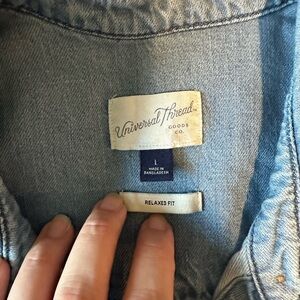 Universal Thread
GOODS
CO.
L
MADE IN
BANGLADESH
RELAXED FIT